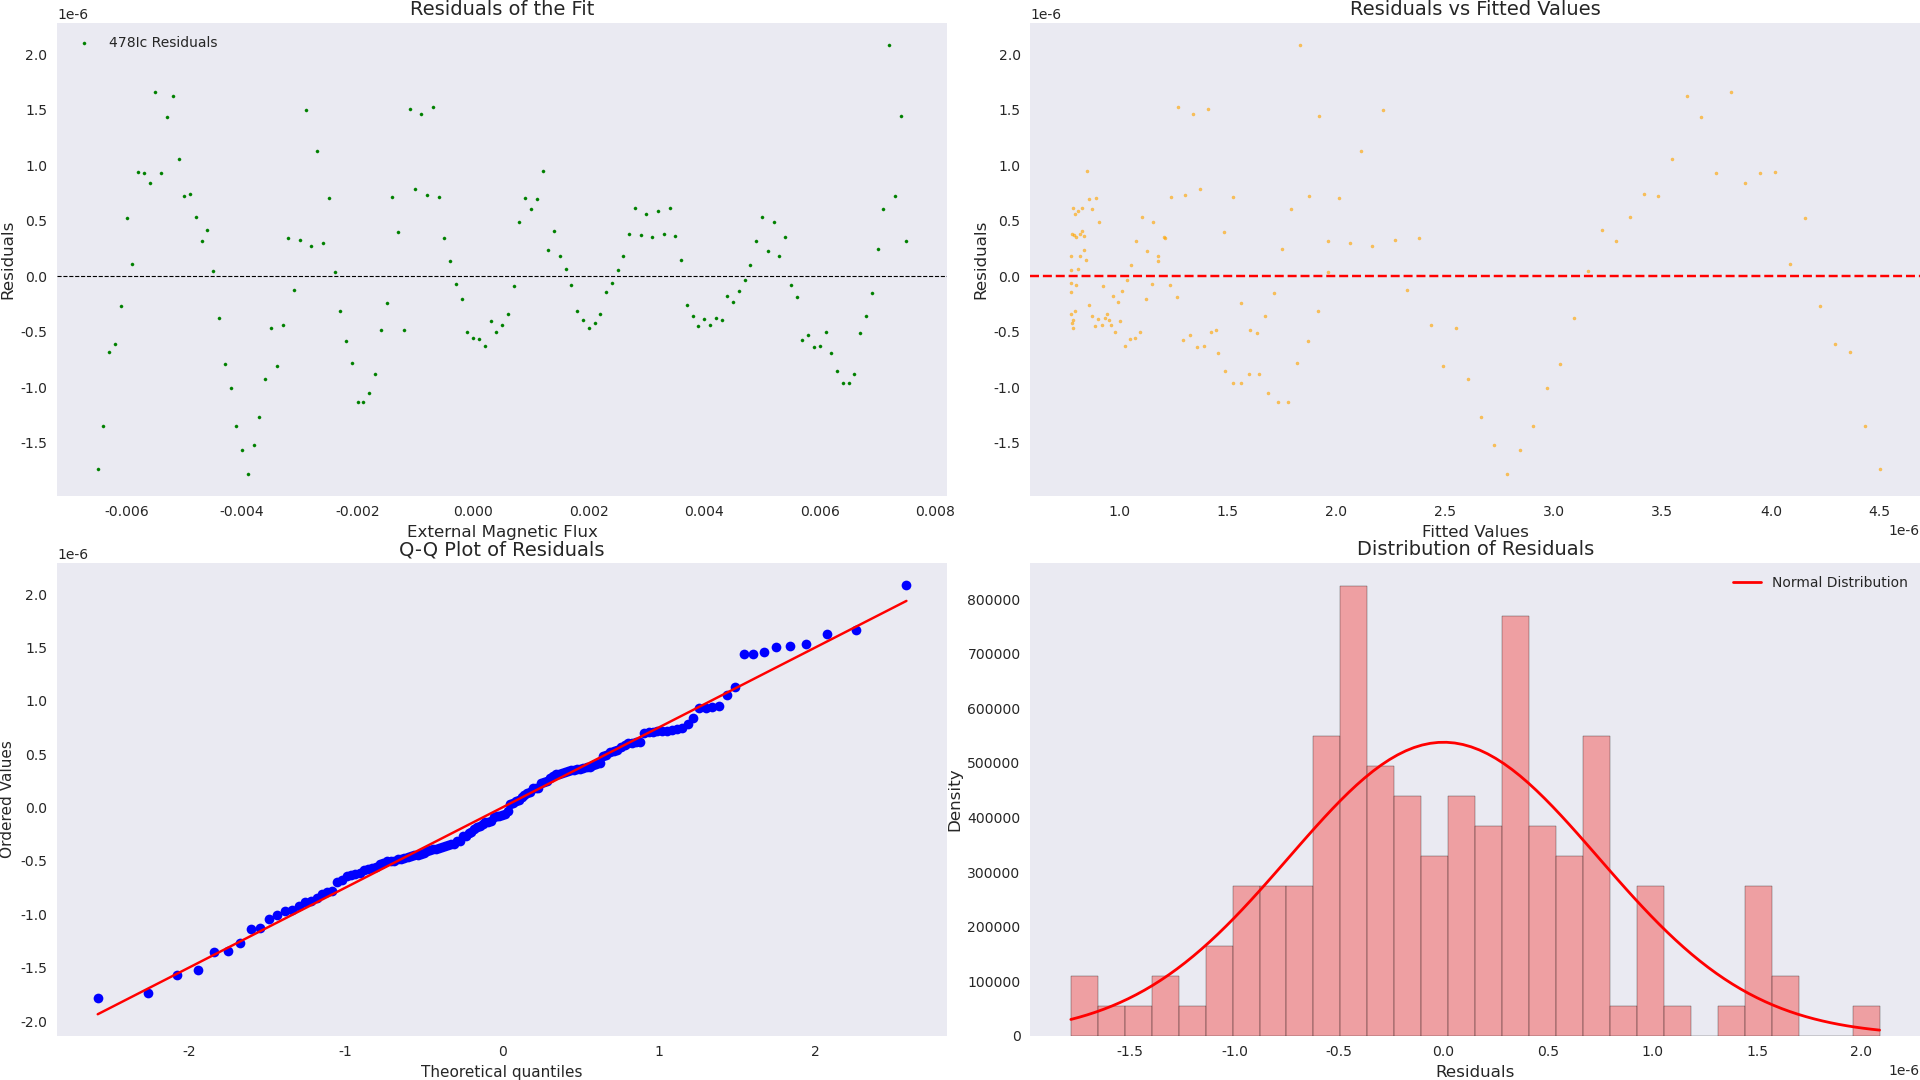 Residuals of the Fit
1e-6
478Ic Residuals
Residuals
2.0
1.5
1.0
0.5
0.0
-0.5
-1.0
-1.5
-0.006 -0.004 -0.002 0.000 0.002 0.004 0.006 0.008
External Magnetic Flux
Residuals vs Fitted Values
1e-6
Residuals
2.0
1.5
1.0
0.5
0.0
-0.5
-1.0
-1.5
1.0 1.5 2.0 2.5 3.0 3.5 4.0 4.5
Fitted Values
1e-6
Q-Q Plot of Residuals
1e-6
Ordered Values
2.0
1.5
1.0
0.5
0.0
-0.5
-1.0
-1.5
-2.0
-2 -1 0 1 2
Theoretical quantiles
Distribution of Residuals
Normal Distribution
Density
800000
700000
600000
500000
400000
300000
200000
100000
0
-1.5 -1.0 -0.5 0.0 0.5 1.0 1.5 2.0
Residuals
1e-6